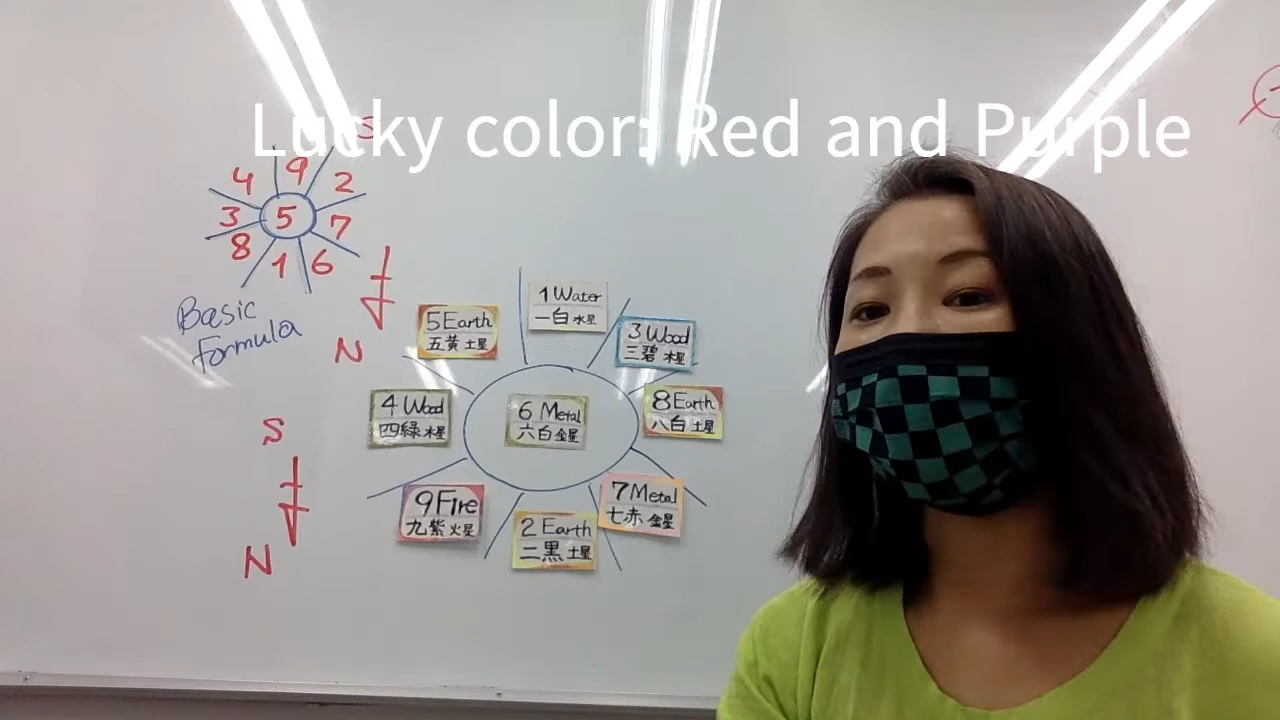 Lucky color: Red and Purple
S
4 9 2
3 5 7
8 1 6
N
Basic
formula
S
N
1 Water
一白 水星
5 Earth
五黄 土星
3 Wood
三碧 木星
4 Wood
四緑 木星
6 Metal
六白 金星
8 Earth
八白 土星
9 Fire
九紫 火星
7 Metal
七赤 金星
2 Earth
二黒 土星